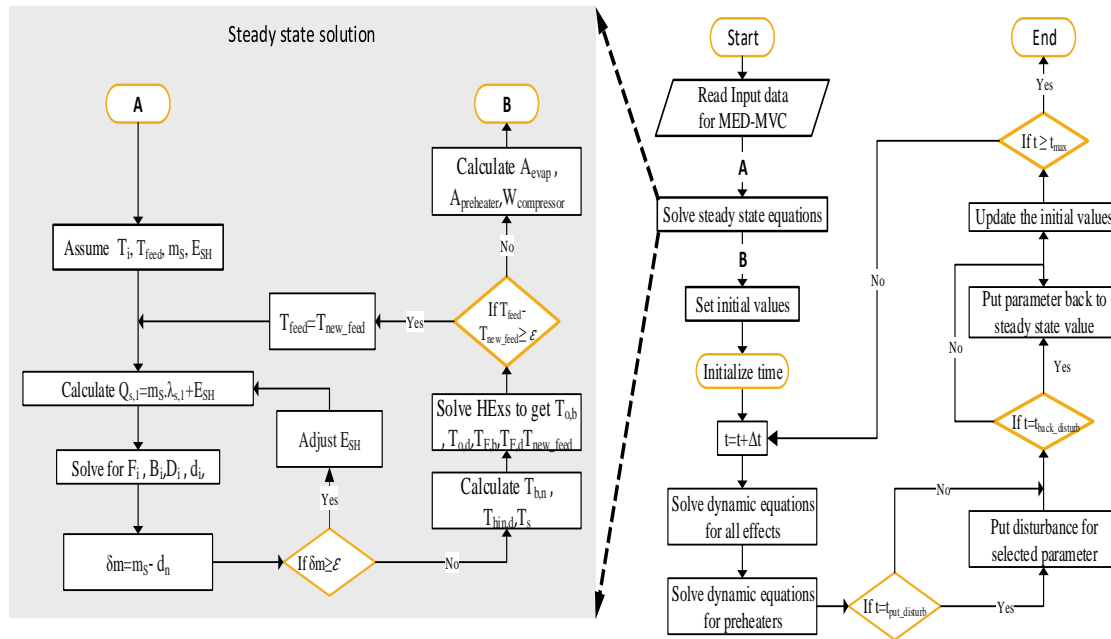 Steady state solution
A
Assume T_i, T_feed, m_S, E_SH
Calculate Q_s,1=m_S.λ_s,1+E_SH
Solve for F_i , B_i,D_i , d_i,
δm=m_S- d_n
If δm≥ε
Yes
Adjust E_SH
No
Calculate T_b,n ,
T_hin,d,T_s
Solve HExs to get T_o,b
, T_o,d,T_F,b,T_F,dT_new_feed
If T_feed-
T_new_feed≥ ε
Yes
T_feed=T_new_feed
No
Calculate A_evap ,
A_preheater,W_compressor
B
Start
Read Input data
for MED-MVC
A
Solve steady state equations
B
Set initial values
Initialize time
t=t+Δt
Solve dynamic equations
for all effects
Solve dynamic equations
for preheaters
If t=t_put_disturb
No
Yes
Put disturbance for
selected parameter
If t=t_back_disturb
No
Yes
Put parameter back to
steady state value
Update the initial values
If t ≥ t_max
No
Yes
End